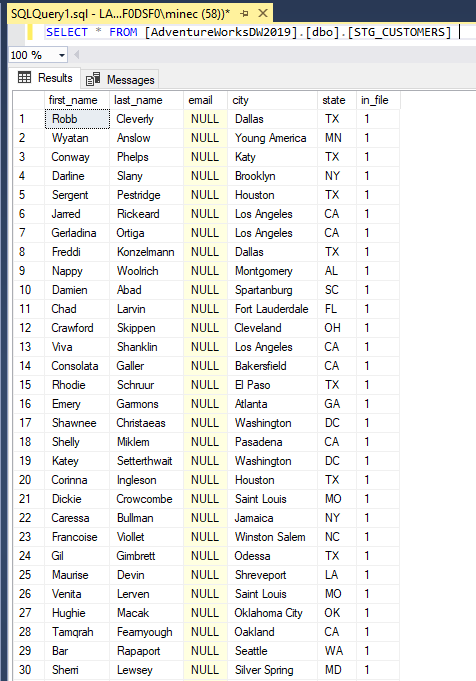 SQLQuery1.sql - LA...F0DSF0\minec (58))*
SELECT * FROM [AdventureWorksDW2019].[dbo].[STG_CUSTOMERS]
100 %
Results Messages
first_name last_name email city state in_file
1 Robb Cleverly NULL Dallas TX 1
2 Wyatan Anslow NULL Young America MN 1
3 Conway Phelps NULL Katy TX 1
4 Darline Slany NULL Brooklyn NY 1
5 Sergent Pestridge NULL Houston TX 1
6 Jarred Rickeard NULL Los Angeles CA 1
7 Gerladina Ortiga NULL Los Angeles CA 1
8 Freddi Konzelmann NULL Dallas TX 1
9 Nappy Woolrich NULL Montgomery AL 1
10 Damien Abad NULL Spartanburg SC 1
11 Chad Larvin NULL Fort Lauderdale FL 1
12 Crawford Skippen NULL Cleveland OH 1
13 Viva Shanklin NULL Los Angeles CA 1
14 Consolata Galler NULL Bakersfield CA 1
15 Rhodie Schruur NULL El Paso TX 1
16 Emery Garmons NULL Atlanta GA 1
17 Shawnee Christaeas NULL Washington DC 1
18 Shelly Miklem NULL Pasadena CA 1
19 Katey Setterthwait NULL Washington DC 1
20 Corinna Ingleson NULL Houston TX 1
21 Dickie Crowcombe NULL Saint Louis MO 1
22 Caressa Bullman NULL Jamaica NY 1
23 Francoise Viollet NULL Winston Salem NC 1
24 Gil Gimbrett NULL Odessa TX 1
25 Maurise Devin NULL Shreveport LA 1
26 Venita Lerven NULL Saint Louis MO 1
27 Hughie Macak NULL Oklahoma City OK 1
28 Tamqrah Fearnyough NULL Oakland CA 1
29 Bar Rapaport NULL Seattle WA 1
30 Sherri Lewsey NULL Silver Spring MD 1